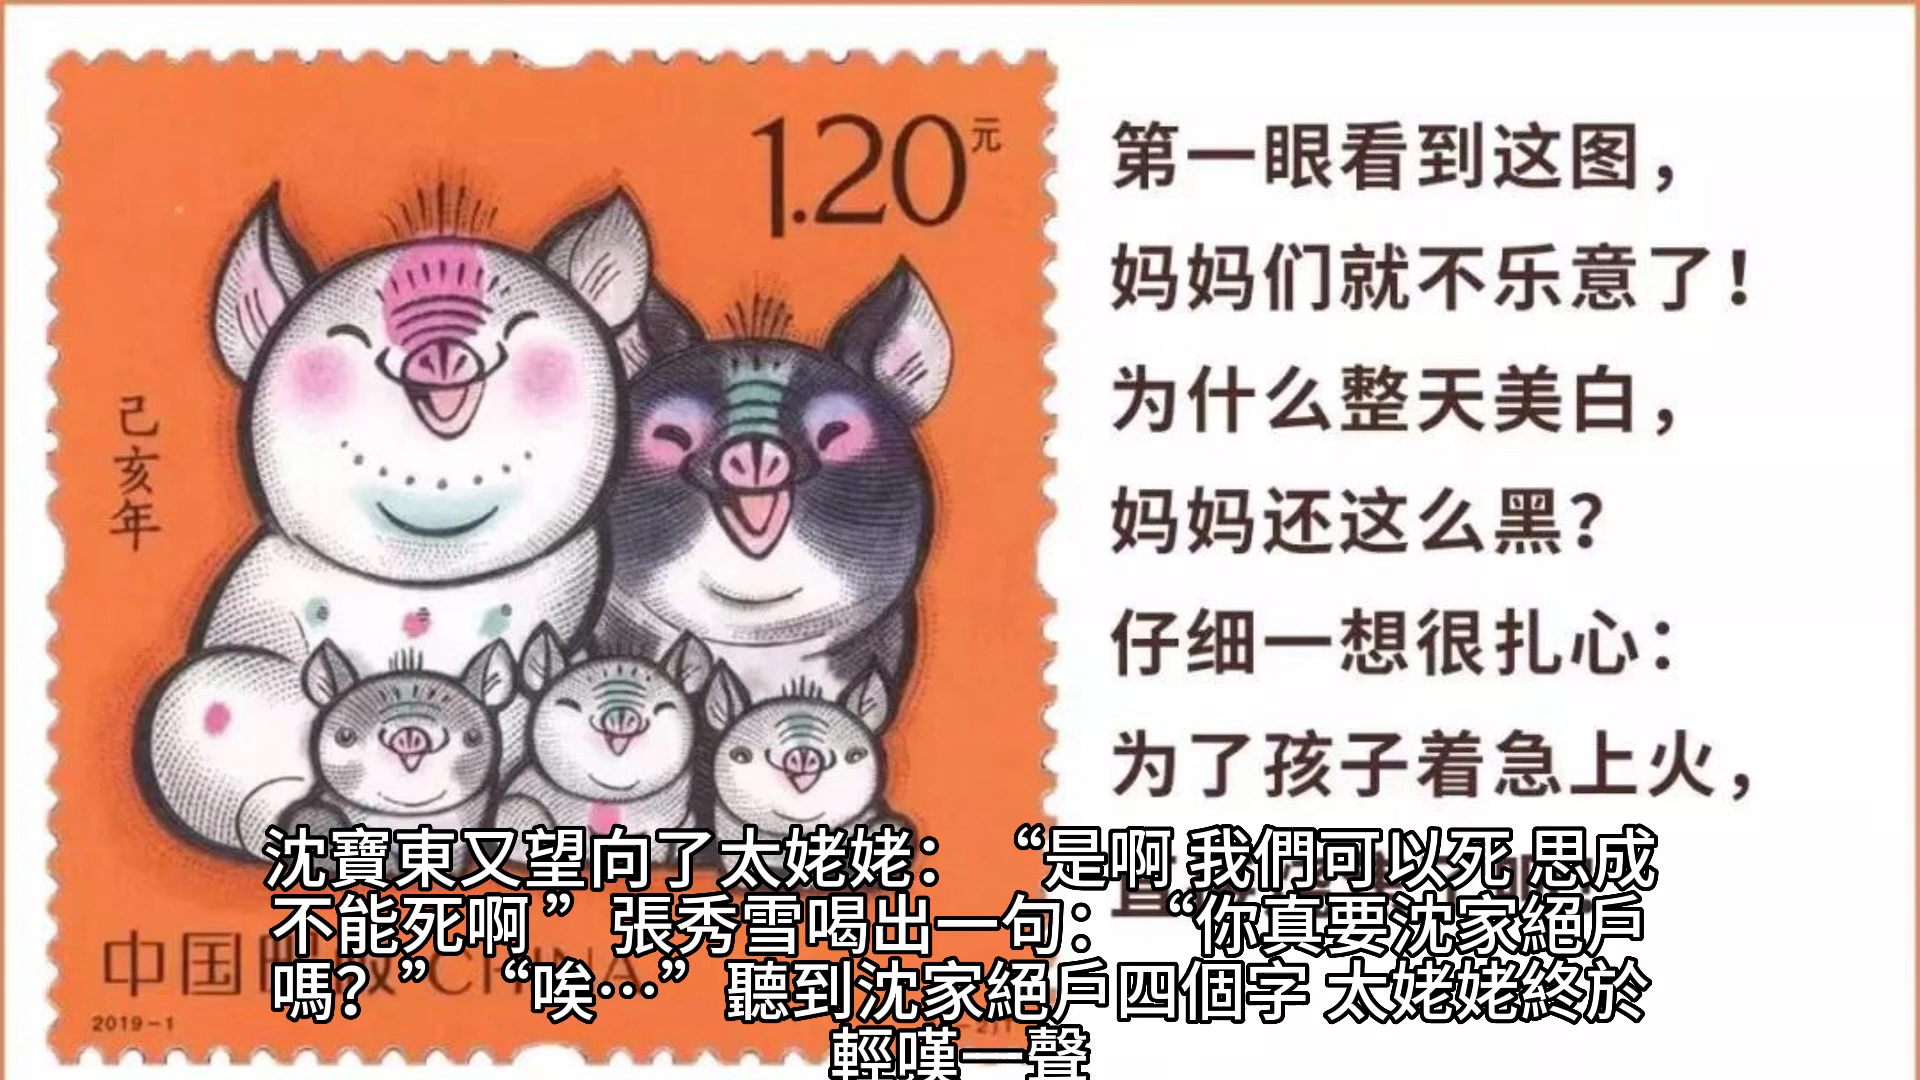 1.20元
己亥年
第一眼看到这图，
妈妈们就不乐意了！
为什么整天美白，
妈妈还这么黑？
仔细一想很扎心：
为了孩子着急上火，
沈寶東又望向了太姥姥：“是啊 我們可以死 思成
不能死啊 ” 張秀雪喝出一句：“你真要沈家絕戶
嗎？” “唉…” 聽到沈家絕戶四個字 太姥姥終於
輕嘆一聲
中国邮政 CHINA
2019-1